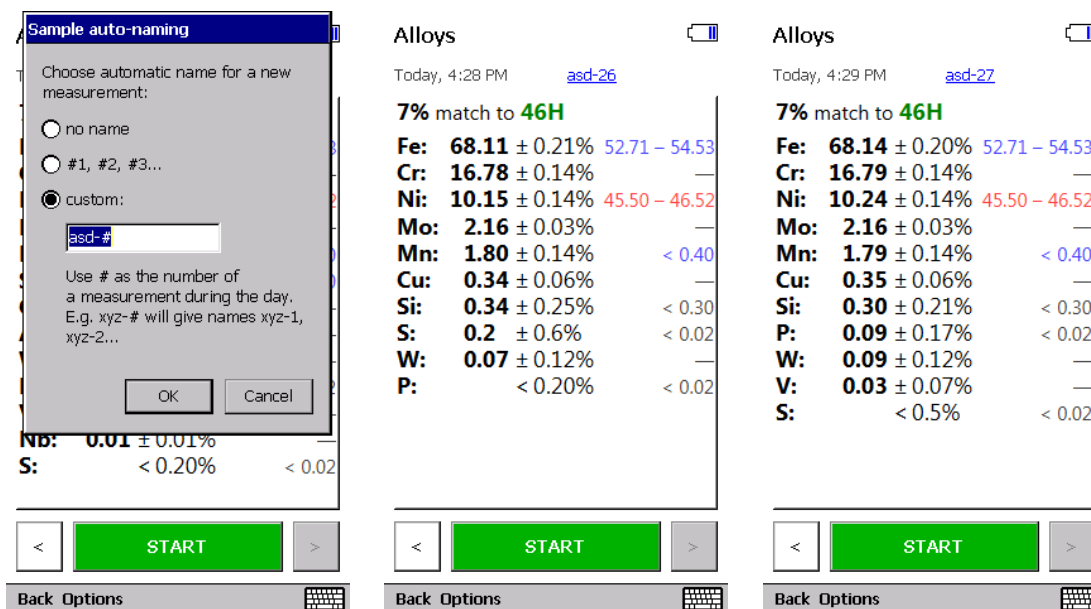 Sample auto-naming
Choose automatic name for a new
measurement:
no name
#1, #2, #3...
custom:
asd-#
Use # as the number of
a measurement during the day.
E.g. xyz-# will give names xyz-1,
xyz-2...
OK Cancel
Nb: 0.01 ± 0.01% —
S: < 0.20% < 0.02
< START >
Back Options
Alloys
Today, 4:28 PM asd-26
7% match to 46H
Fe: 68.11 ± 0.21% 52.71 – 54.53
Cr: 16.78 ± 0.14% —
Ni: 10.15 ± 0.14% 45.50 – 46.52
Mo: 2.16 ± 0.03% —
Mn: 1.80 ± 0.14% < 0.40
Cu: 0.34 ± 0.06% —
Si: 0.34 ± 0.25% < 0.30
S: 0.2 ± 0.6% < 0.02
W: 0.07 ± 0.12% —
P: < 0.20% < 0.02
< START >
Back Options
Alloys
Today, 4:29 PM asd-27
7% match to 46H
Fe: 68.14 ± 0.20% 52.71 – 54.53
Cr: 16.79 ± 0.14% —
Ni: 10.24 ± 0.14% 45.50 – 46.52
Mo: 2.16 ± 0.03% —
Mn: 1.79 ± 0.14% < 0.40
Cu: 0.35 ± 0.06% —
Si: 0.30 ± 0.21% < 0.30
P: 0.09 ± 0.17% < 0.02
W: 0.09 ± 0.12% —
V: 0.03 ± 0.07% —
S: < 0.5% < 0.02
< START >
Back Options